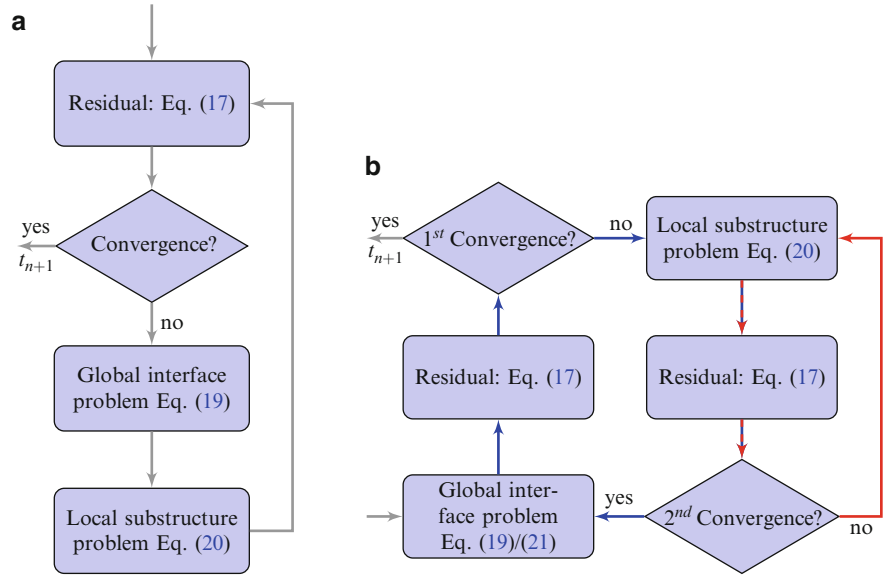 a
Residual: Eq. (17)
yes
t_{n+1}
Convergence?
no
Global interface
problem Eq. (19)
Local substructure
problem Eq. (20)
b
yes
t_{n+1}
1^{st} Convergence?
no
Local substructure
problem Eq. (20)
Residual: Eq. (17)
Residual: Eq. (17)
Global inter-
face problem
Eq. (19)/(21)
yes
2^{nd} Convergence?
no